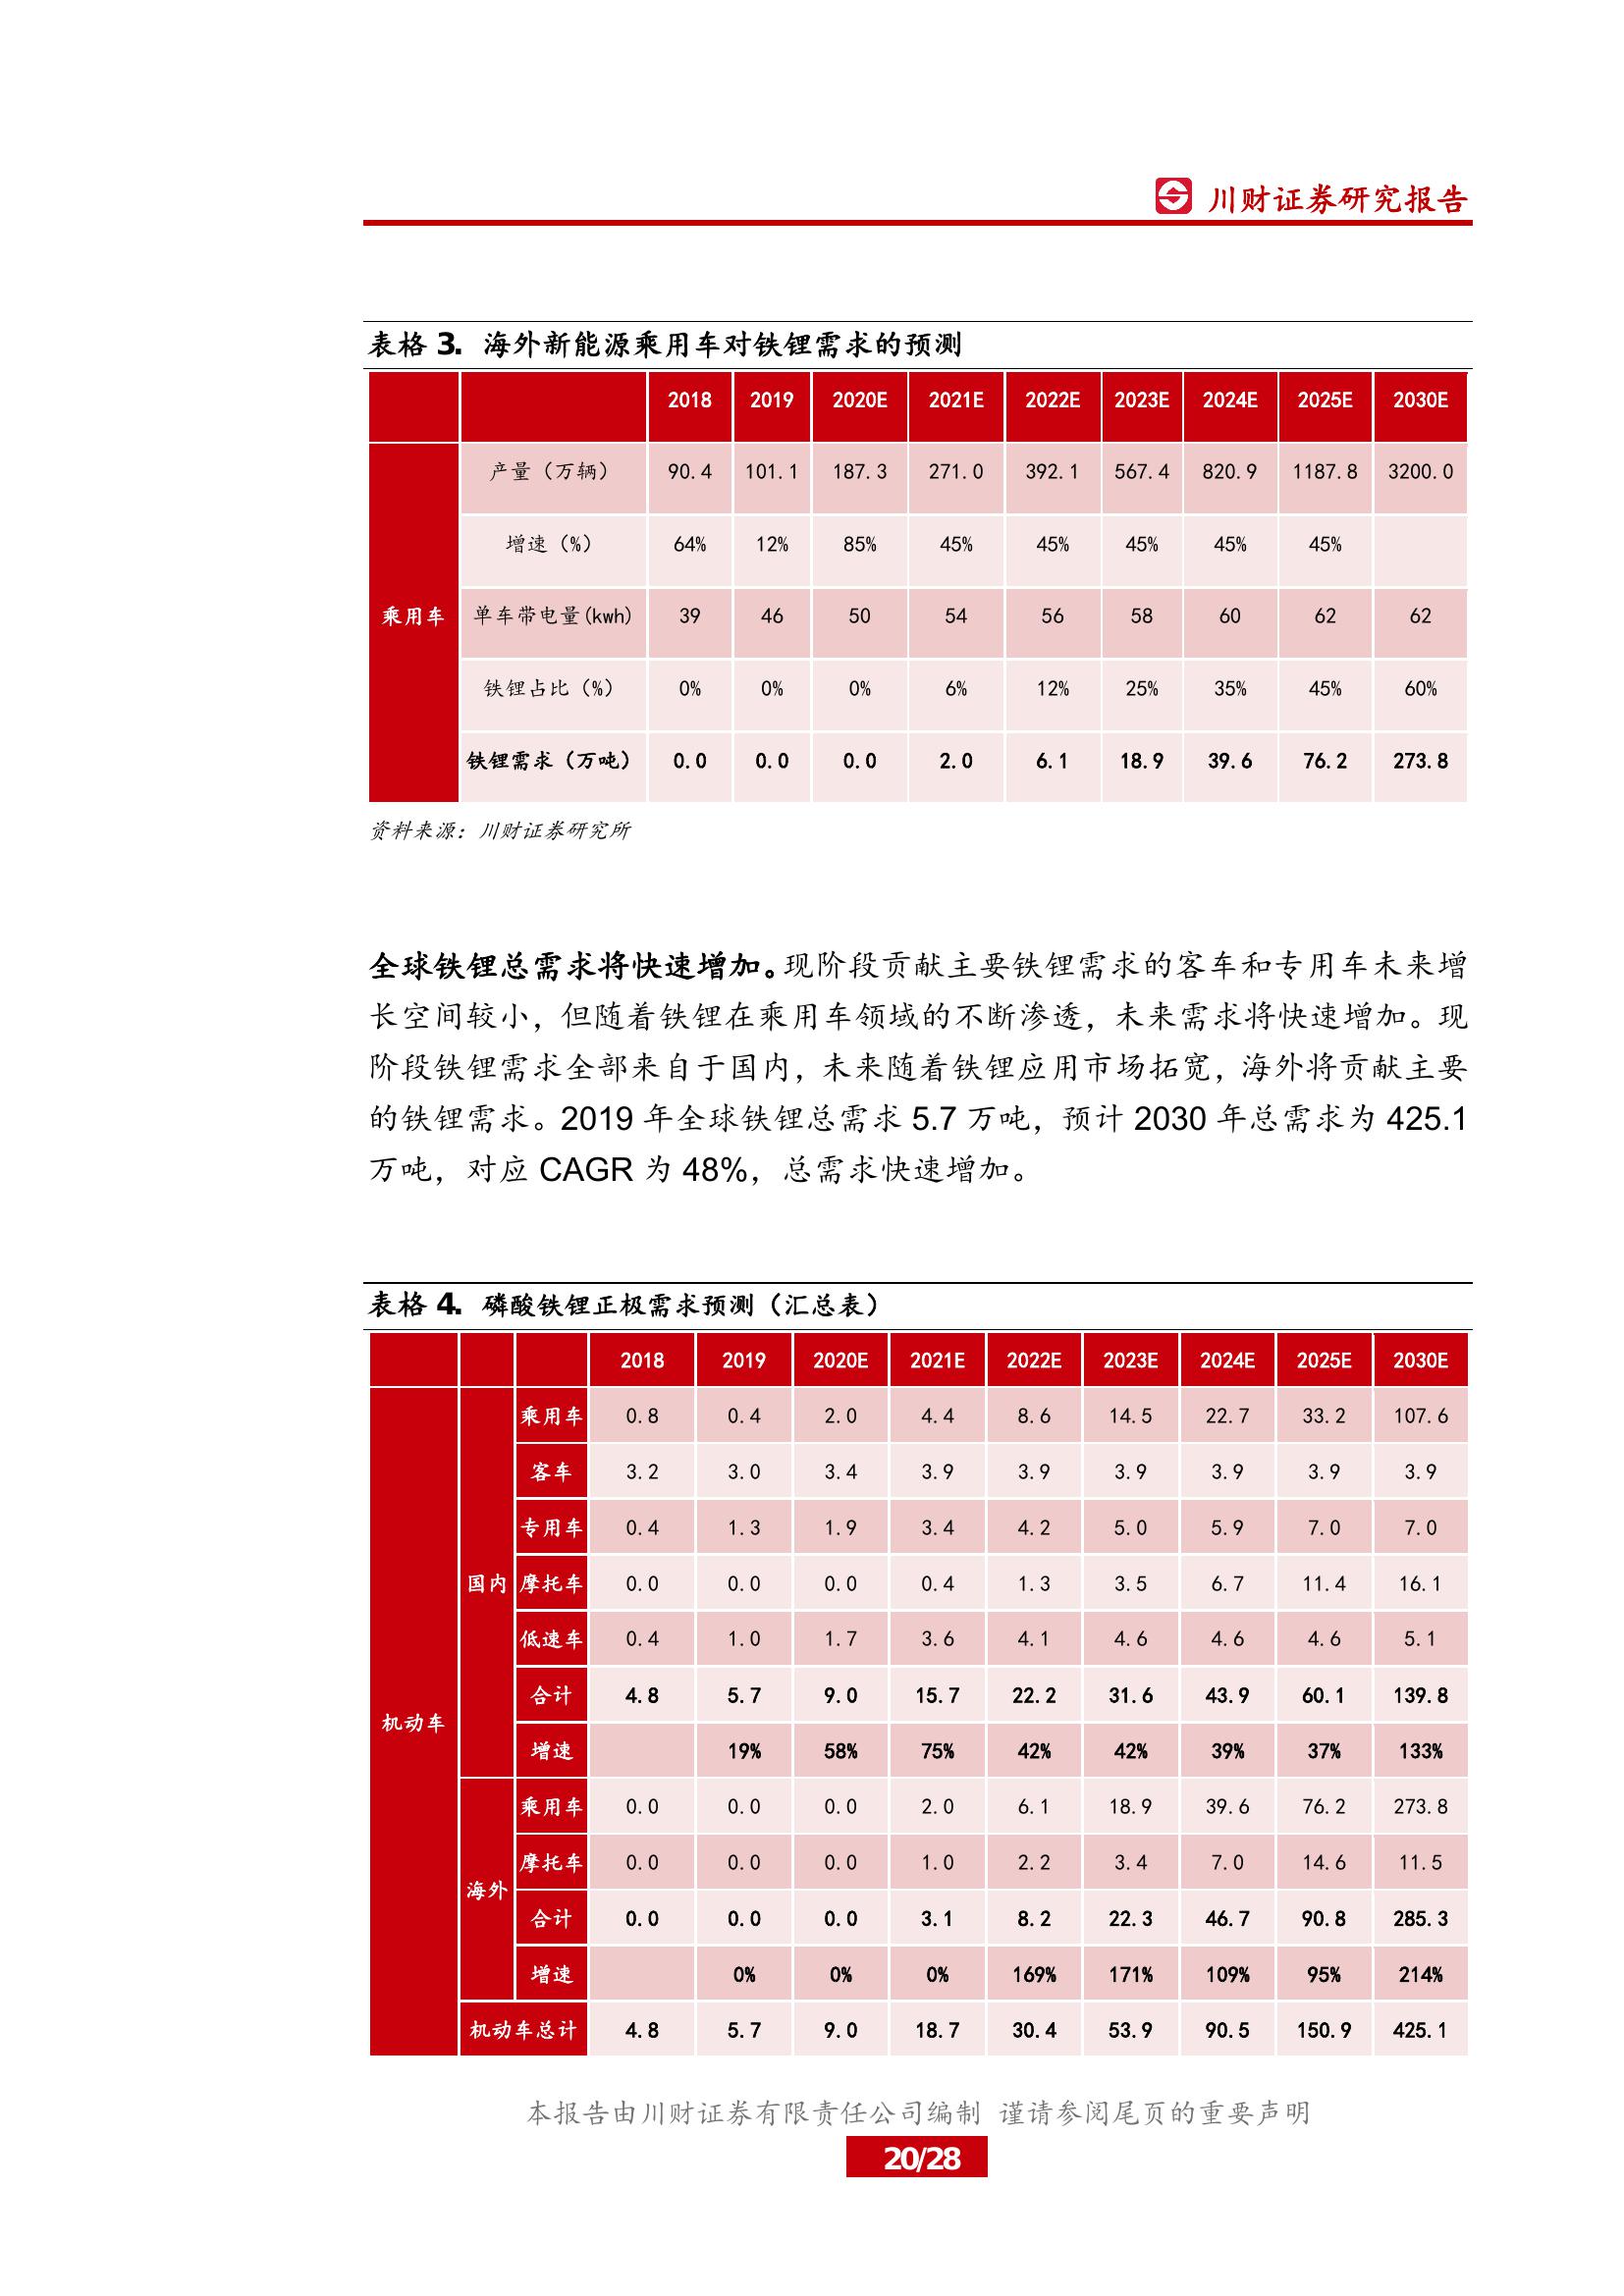 川财证券研究报告
表格 3. 海外新能源乘用车对铁锂需求的预测
2018 2019 2020E 2021E 2022E 2023E 2024E 2025E 2030E
乘用车
产量（万辆） 90.4 101.1 187.3 271.0 392.1 567.4 820.9 1187.8 3200.0
增速（%） 64% 12% 85% 45% 45% 45% 45% 45%
单车带电量(kwh) 39 46 50 54 56 58 60 62 62
铁锂占比（%） 0% 0% 0% 6% 12% 25% 35% 45% 60%
铁锂需求（万吨） 0.0 0.0 0.0 2.0 6.1 18.9 39.6 76.2 273.8
资料来源：川财证券研究所
全球铁锂总需求将快速增加。现阶段贡献主要铁锂需求的客车和专用车未来增
长空间较小，但随着铁锂在乘用车领域的不断渗透，未来需求将快速增加。现
阶段铁锂需求全部来自于国内，未来随着铁锂应用市场拓宽，海外将贡献主要
的铁锂需求。2019 年全球铁锂总需求 5.7 万吨，预计 2030 年总需求为 425.1
万吨，对应 CAGR 为 48%，总需求快速增加。
表格 4. 磷酸铁锂正极需求预测（汇总表）
2018 2019 2020E 2021E 2022E 2023E 2024E 2025E 2030E
机动车
国内
乘用车 0.8 0.4 2.0 4.4 8.6 14.5 22.7 33.2 107.6
客车 3.2 3.0 3.4 3.9 3.9 3.9 3.9 3.9 3.9
专用车 0.4 1.3 1.9 3.4 4.2 5.0 5.9 7.0 7.0
摩托车 0.0 0.0 0.0 0.4 1.3 3.5 6.7 11.4 16.1
低速车 0.4 1.0 1.7 3.6 4.1 4.6 4.6 4.6 5.1
合计 4.8 5.7 9.0 15.7 22.2 31.6 43.9 60.1 139.8
增速 19% 58% 75% 42% 42% 39% 37% 133%
海外
乘用车 0.0 0.0 0.0 2.0 6.1 18.9 39.6 76.2 273.8
摩托车 0.0 0.0 0.0 1.0 2.2 3.4 7.0 14.6 11.5
合计 0.0 0.0 0.0 3.1 8.2 22.3 46.7 90.8 285.3
增速 0% 0% 0% 169% 171% 109% 95% 214%
机动车总计 4.8 5.7 9.0 18.7 30.4 53.9 90.5 150.9 425.1
本报告由川财证券有限责任公司编制 谨请参阅尾页的重要声明
20/28